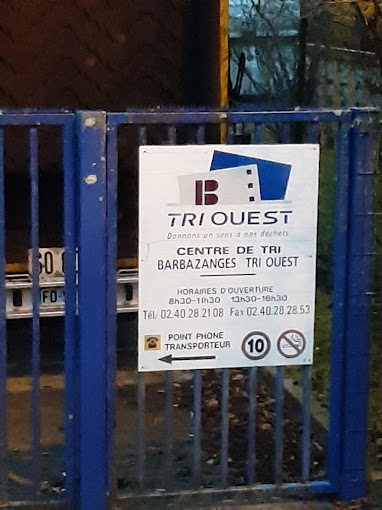 B
TRI OUEST
Donnons un sens à nos déchets
CENTRE DE TRI
BARBAZANGES TRI OUEST
HORAIRES D'OUVERTURE
8h30-11h30 13h30-16h30
Tél: 02.40.28.21.08 Fax 02.40.28.28.53
POINT PHONE
TRANSPORTEUR
10